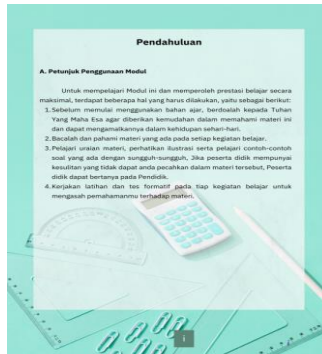 Pendahuluan
A. Petunjuk Penggunaan Modul
Untuk mempelajari Modul ini dan memperoleh prestasi belajar secara
maksimal, terdapat beberapa hal yang harus dilakukan, yaitu sebagai berikut:
1. Sebelum memulai menggunakan bahan ajar, berdoalah kepada Tuhan
Yang Maha Esa agar diberikan kemudahan dalam memahami materi ini
dan dapat mengamalkannya dalam kehidupan sehari-hari.
2. Bacalah dan pahami materi yang ada pada setiap kegiatan belajar.
3. Pelajari uraian materi, perhatikan ilustrasi serta pelajari contoh-contoh
soal yang ada dengan sungguh-sungguh, Jika peserta didik mempunyai
kesulitan yang tidak dapat anda pecahkan dalam materi tersebut, Peserta
didik dapat bertanya pada Pendidik.
4. Kerjakan latihan dan tes formatif pada tiap kegiatan belajar untuk
mengasah pemahamanmu terhadap materi.
i